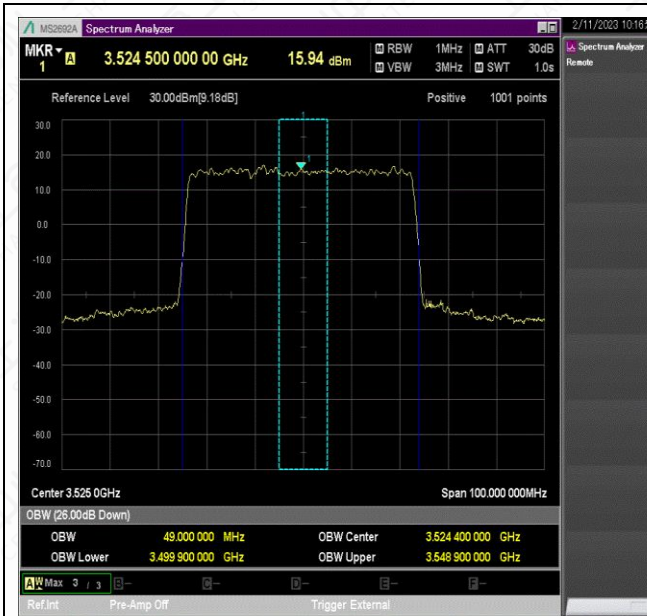 MS2692A Spectrum Analyzer
2/11/2023 10:16:
MKR 1 A 3.524 500 000 00 GHz 15.94 dBm
RBW 1MHz ATT 30dB
VBW 3MHz SWT 1.0s
Spectrum Analyzer
Remote
Reference Level 30.00dBm[9.18dB] Positive 1001 points
30.0
20.0
10.0
0.0
-10.0
-20.0
-30.0
-40.0
-50.0
-60.0
-70.0
1
Center 3.525 0GHz Span 100.000 000MHz
OBW (26.00dB Down)
OBW 49.000 000 MHz OBW Center 3.524 400 000 GHz
OBW Lower 3.499 900 000 GHz OBW Upper 3.548 900 000 GHz
A W Max 3 / 3 B- C- D- E- F-
Ref.Int Pre-Amp Off Trigger External